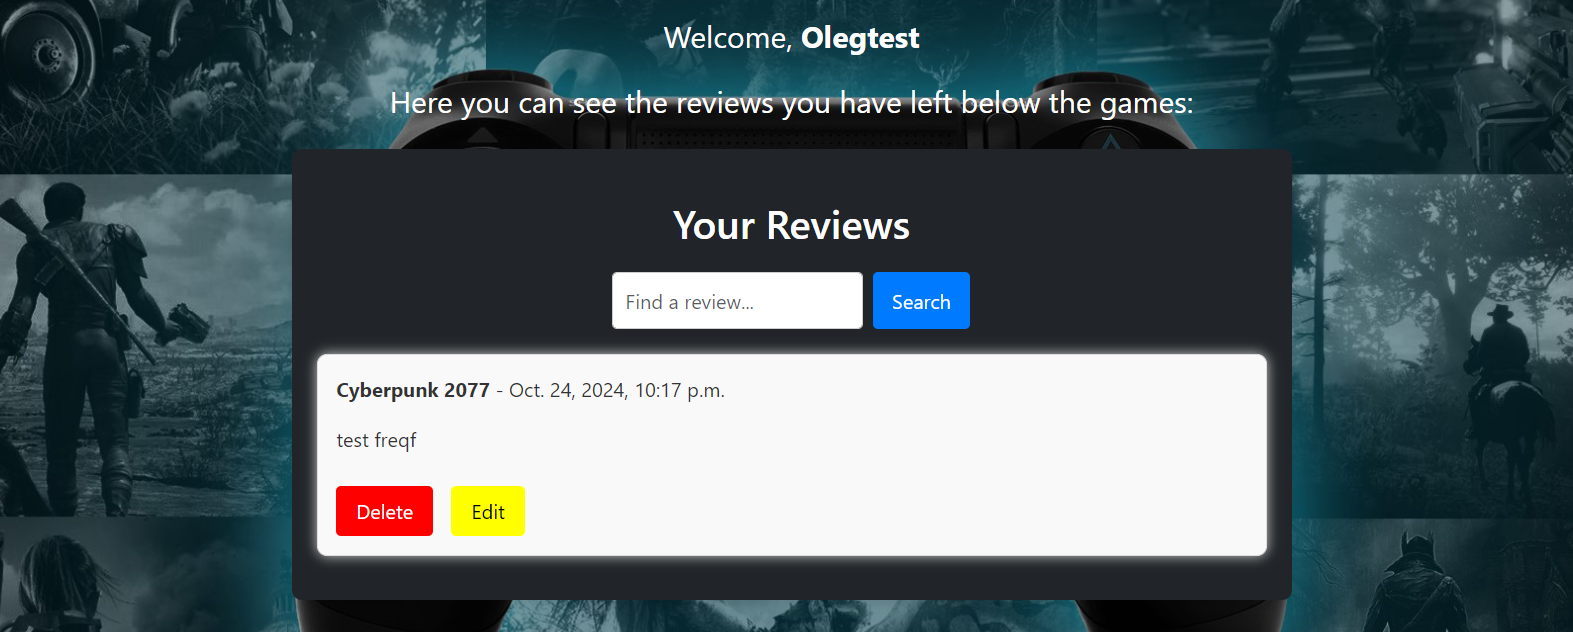 Welcome, Olegtest
Here you can see the reviews you have left below the games:
Your Reviews
Find a review...
Search
Cyberpunk 2077 - Oct. 24, 2024, 10:17 p.m.
test freqf
Delete
Edit